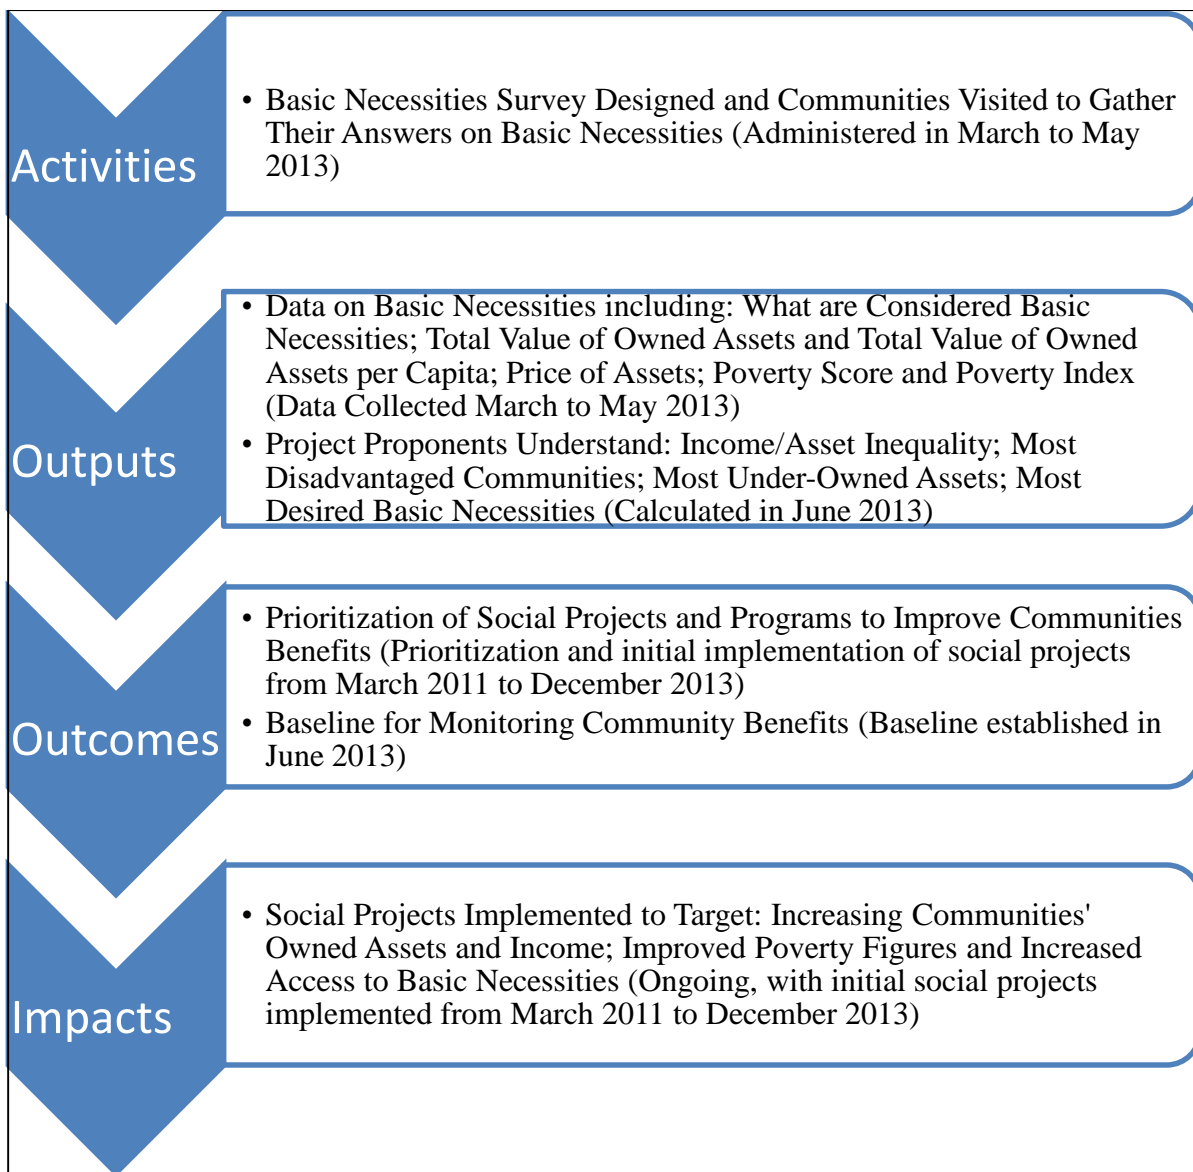 Activities
• Basic Necessities Survey Designed and Communities Visited to Gather
Their Answers on Basic Necessities (Administered in March to May
2013)
Outputs
• Data on Basic Necessities including: What are Considered Basic
Necessities; Total Value of Owned Assets and Total Value of Owned
Assets per Capita; Price of Assets; Poverty Score and Poverty Index
(Data Collected March to May 2013)
• Project Proponents Understand: Income/Asset Inequality; Most
Disadvantaged Communities; Most Under-Owned Assets; Most
Desired Basic Necessities (Calculated in June 2013)
Outcomes
• Prioritization of Social Projects and Programs to Improve Communities
Benefits (Prioritization and initial implementation of social projects
from March 2011 to December 2013)
• Baseline for Monitoring Community Benefits (Baseline established in
June 2013)
Impacts
• Social Projects Implemented to Target: Increasing Communities'
Owned Assets and Income; Improved Poverty Figures and Increased
Access to Basic Necessities (Ongoing, with initial social projects
implemented from March 2011 to December 2013)